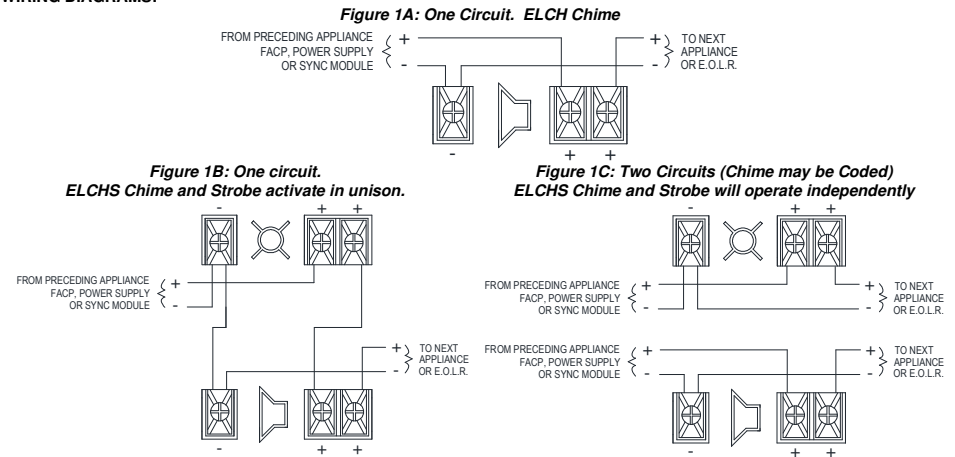 WIRING DIAGRAMS:
Figure 1A: One Circuit. ELCH Chime
FROM PRECEDING APPLIANCE
FACP, POWER SUPPLY
OR SYNC MODULE
+
-
+
-
TO NEXT
APPLIANCE
OR E.O.L.R.
- + +
Figure 1B: One circuit.
ELCHS Chime and Strobe activate in unison.
- + +
FROM PRECEDING APPLIANCE
FACP, POWER SUPPLY
OR SYNC MODULE
+
-
+
-
TO NEXT
APPLIANCE
OR E.O.L.R.
- + +
Figure 1C: Two Circuits (Chime may be Coded)
ELCHS Chime and Strobe will operate independently
- + +
FROM PRECEDING APPLIANCE
FACP, POWER SUPPLY
OR SYNC MODULE
+
-
+
-
TO NEXT
APPLIANCE
OR E.O.L.R.
FROM PRECEDING APPLIANCE
FACP, POWER SUPPLY
OR SYNC MODULE
+
-
+
-
TO NEXT
APPLIANCE
OR E.O.L.R.
- + +